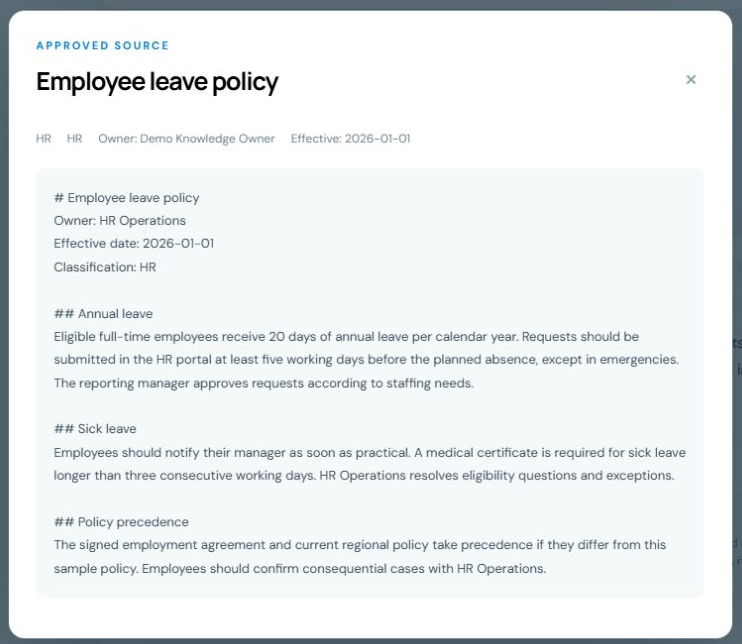 APPROVED SOURCE
Employee leave policy
HR HR Owner: Demo Knowledge Owner Effective: 2026-01-01
# Employee leave policy
Owner: HR Operations
Effective date: 2026-01-01
Classification: HR
## Annual leave
Eligible full-time employees receive 20 days of annual leave per calendar year. Requests should be
submitted in the HR portal at least five working days before the planned absence, except in emergencies.
The reporting manager approves requests according to staffing needs.
## Sick leave
Employees should notify their manager as soon as practical. A medical certificate is required for sick leave
longer than three consecutive working days. HR Operations resolves eligibility questions and exceptions.
## Policy precedence
The signed employment agreement and current regional policy take precedence if they differ from this
sample policy. Employees should confirm consequential cases with HR Operations.